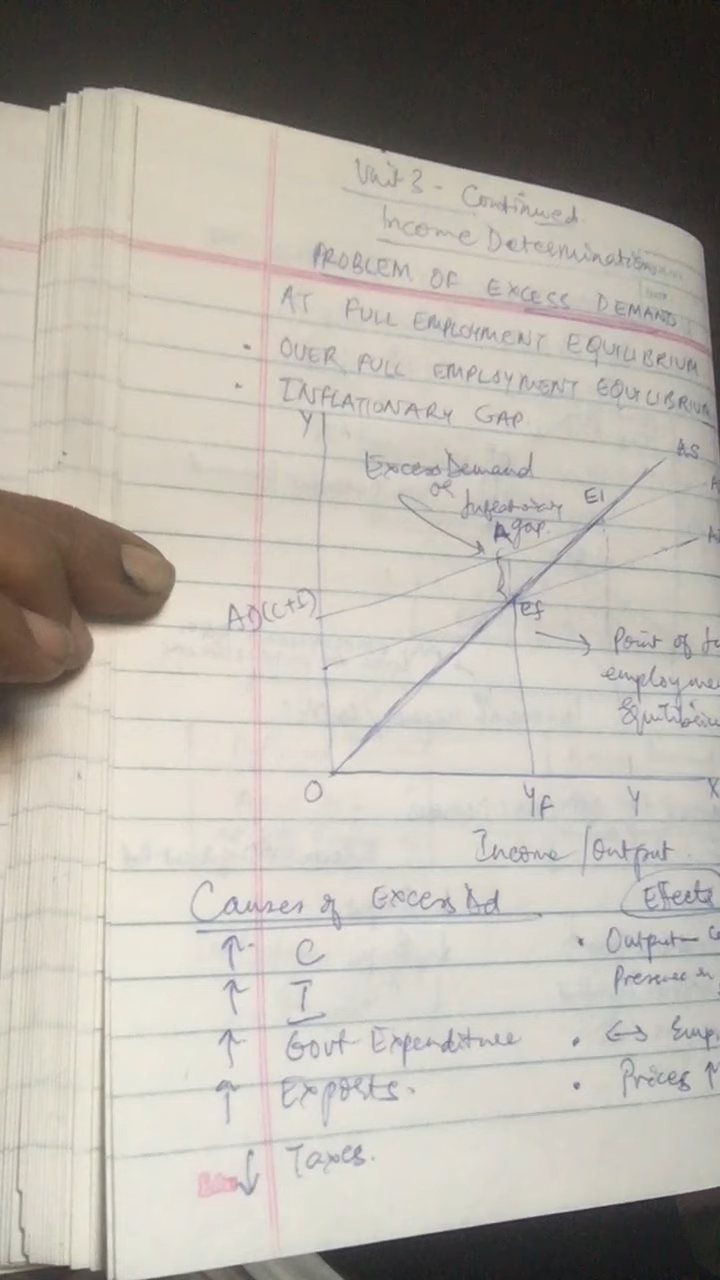 Unit 3 - Continued.
Income Determination
PROBLEM OF EXCESS DEMAND
AT FULL EMPLOYMENT EQUILIBRIUM
• OVER FULL EMPLOYMENT EQUILIBRIUM
• INFLATIONARY GAP
Y
AS
Excess Demand
or
E1
Inflationary
A gap.
AD(C+I)
Ef
Point of
employme
Equilibriu
O
YF
Y
X
Income/Output.
Causes of Excess Ad
Effects
↑ C
• Output -
↑ I
Pressure
↑ Govt Expenditure
• ↔ Emp
↑ Exports.
• Prices ↑
↓ Taxes.